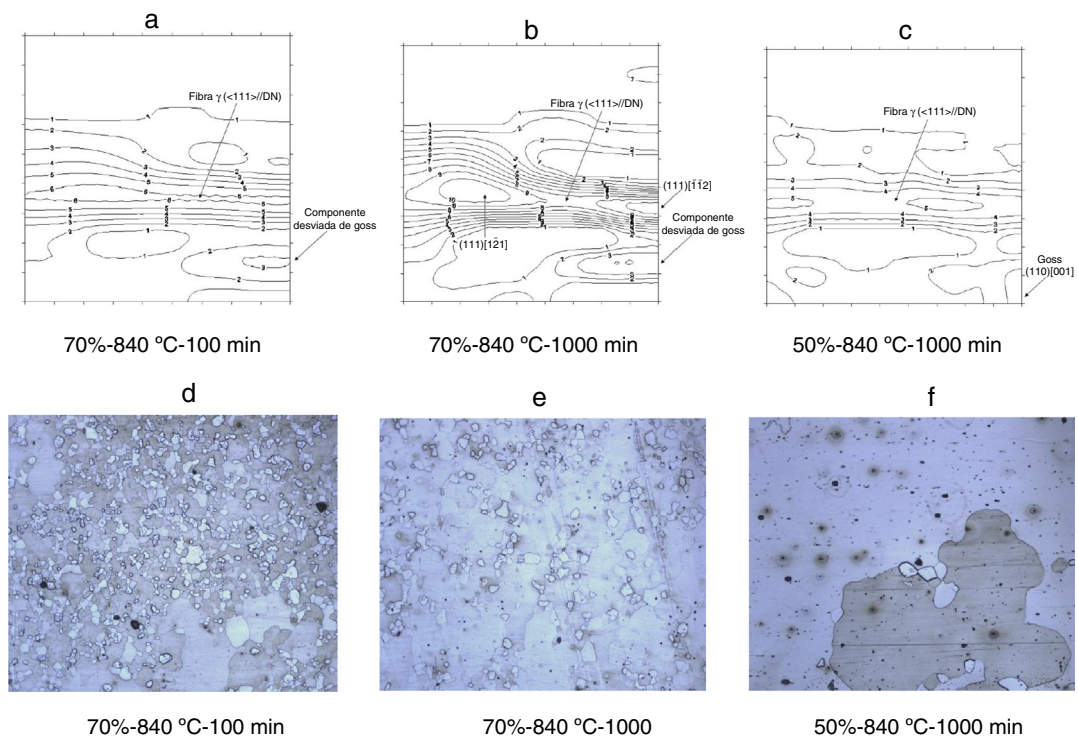 a
b
c
Fibra γ (<111>//DN)
Componente
desviada de goss
Fibra γ (<111>//DN)
(111)[1̄1̄2]
Componente
desviada de goss
(111)[12̄1]
Fibra γ (<111>//DN)
Goss
(110)[001]
70%-840 ºC-100 min
70%-840 ºC-1000 min
50%-840 ºC-1000 min
d
e
f
70%-840 ºC-100 min
70%-840 ºC-1000
50%-840 ºC-1000 min